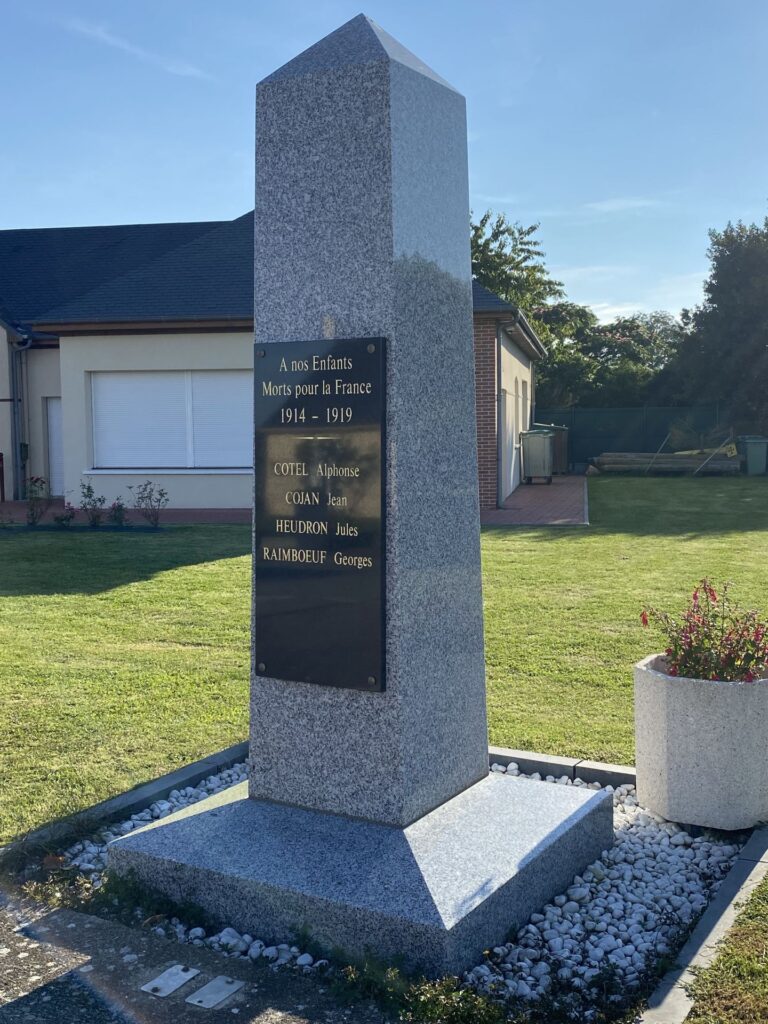 A nos Enfants
Morts pour la France
1914 - 1919
COTEL Alphonse
COJAN Jean
HEUDRON Jules
RAIMBOEUF Georges